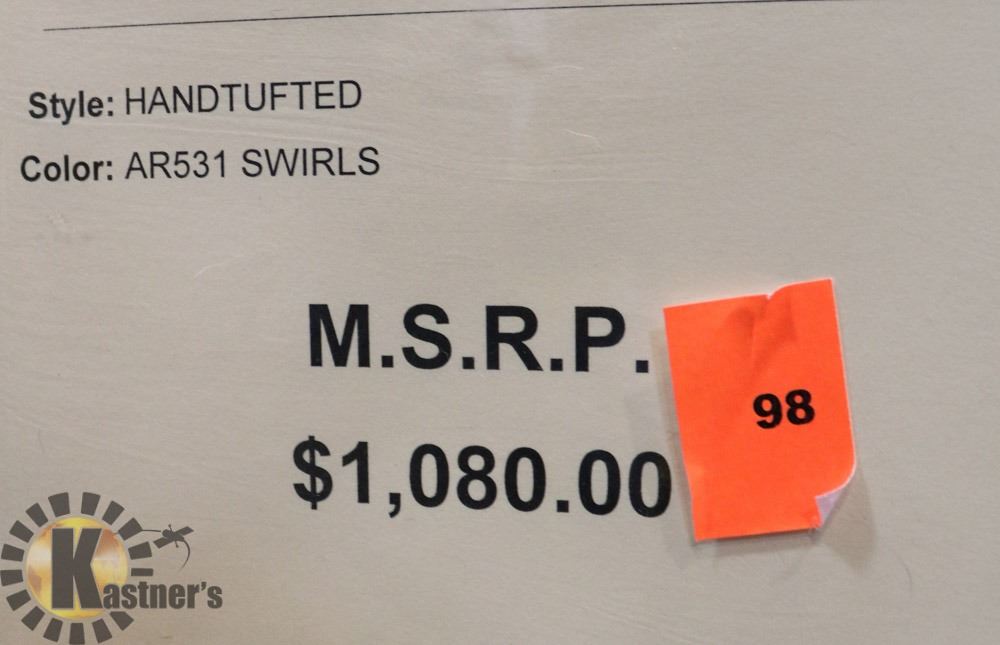 Style: HANDTUFTED
Color: AR531 SWIRLS
M.S.R.P.
$1,080.00
98
Kastner's